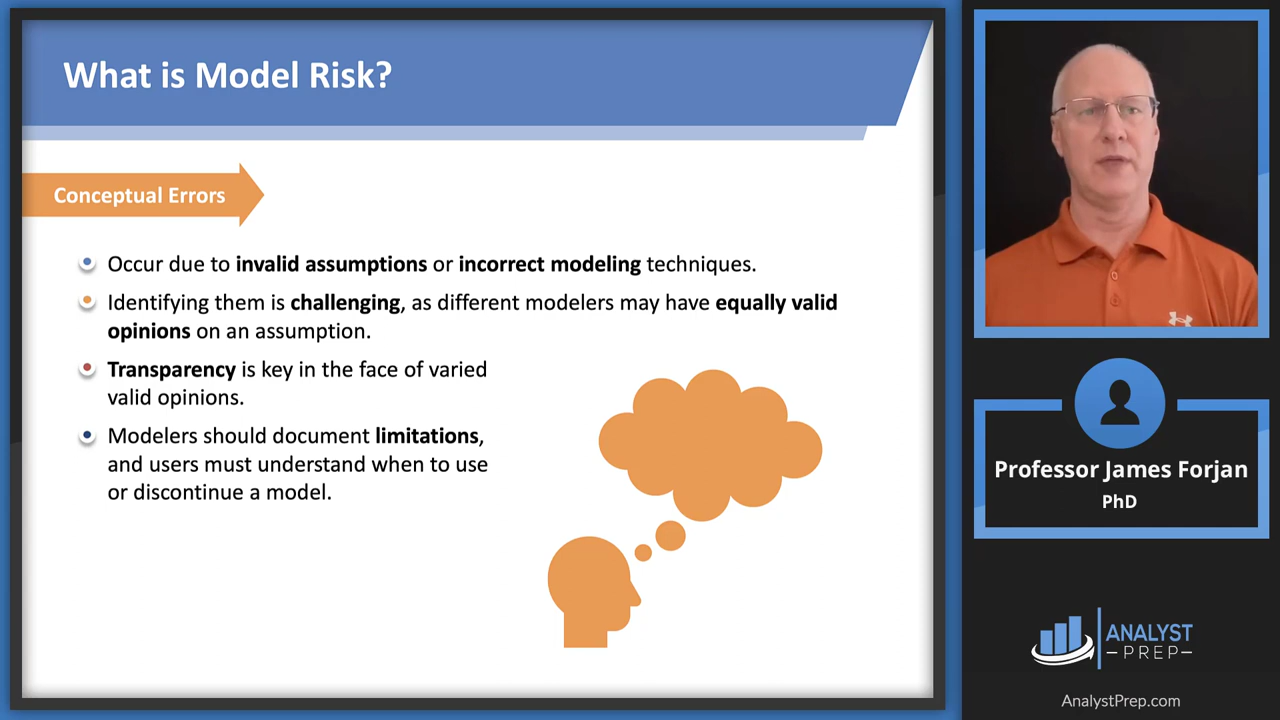 What is Model Risk?
Conceptual Errors
Occur due to invalid assumptions or incorrect modeling techniques.
Identifying them is challenging, as different modelers may have equally valid
opinions on an assumption.
Transparency is key in the face of varied
valid opinions.
Modelers should document limitations,
and users must understand when to use
or discontinue a model.
Professor James Forjan
PhD
ANALYST
PREP
AnalystPrep.com